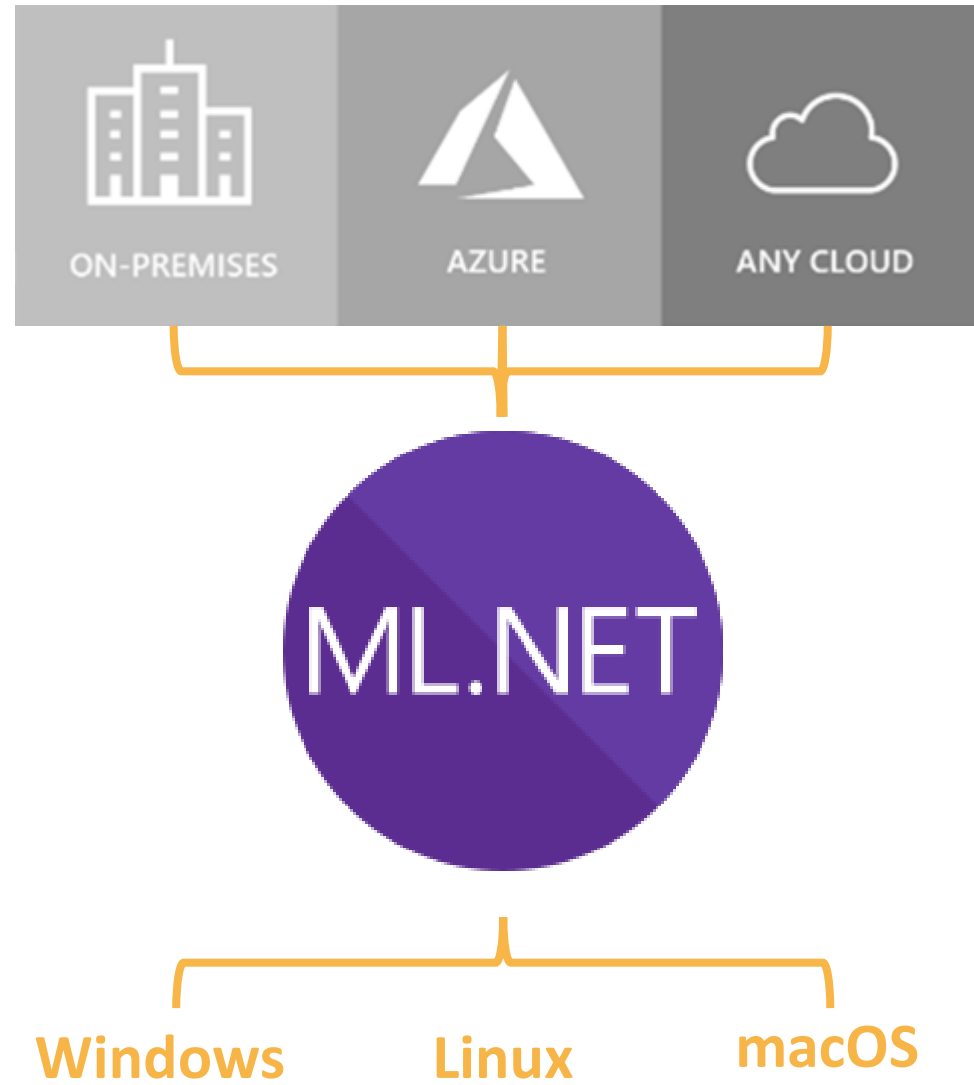 ON-PREMISES
AZURE
ANY CLOUD
ML.NET
Windows
Linux
macOS